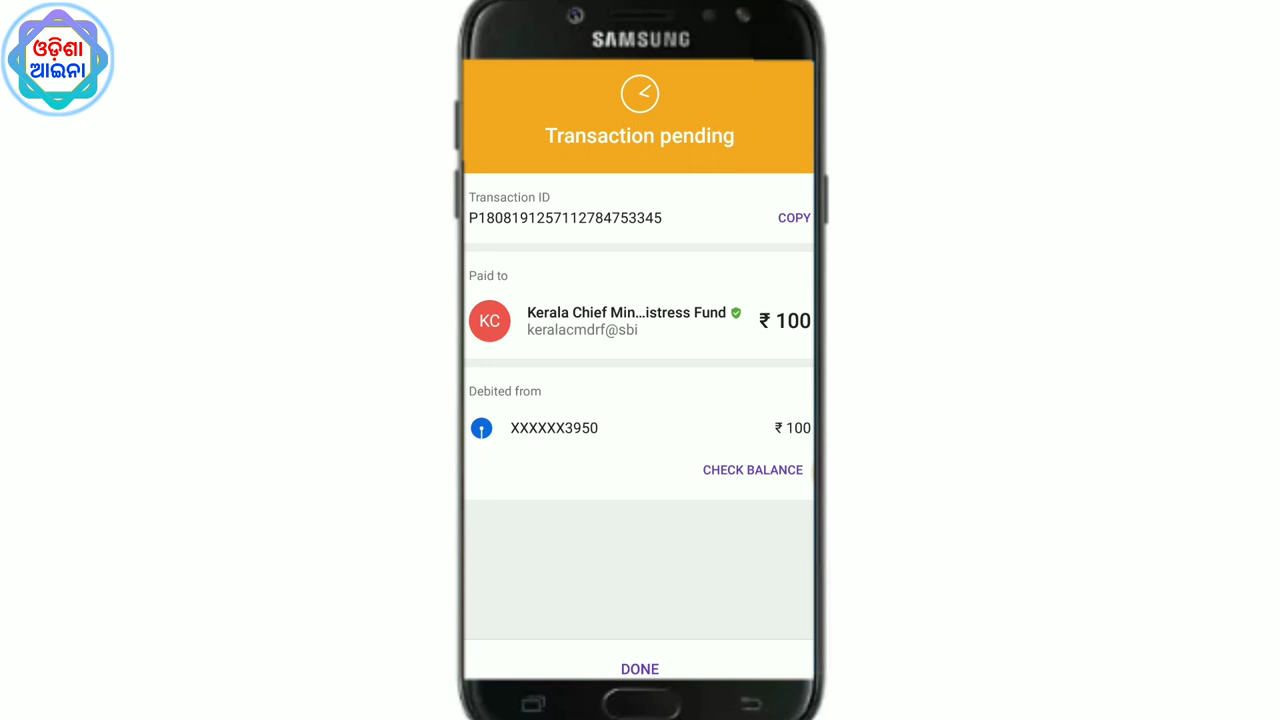 ଓଡ଼ିଶା
ଆଇନା
SAMSUNG
Transaction pending
Transaction ID
P1808191257112784753345
COPY
Paid to
KC
Kerala Chief Min...istress Fund
₹ 100
keralacmdrf@sbi
Debited from
XXXXXX3950
₹ 100
CHECK BALANCE
DONE